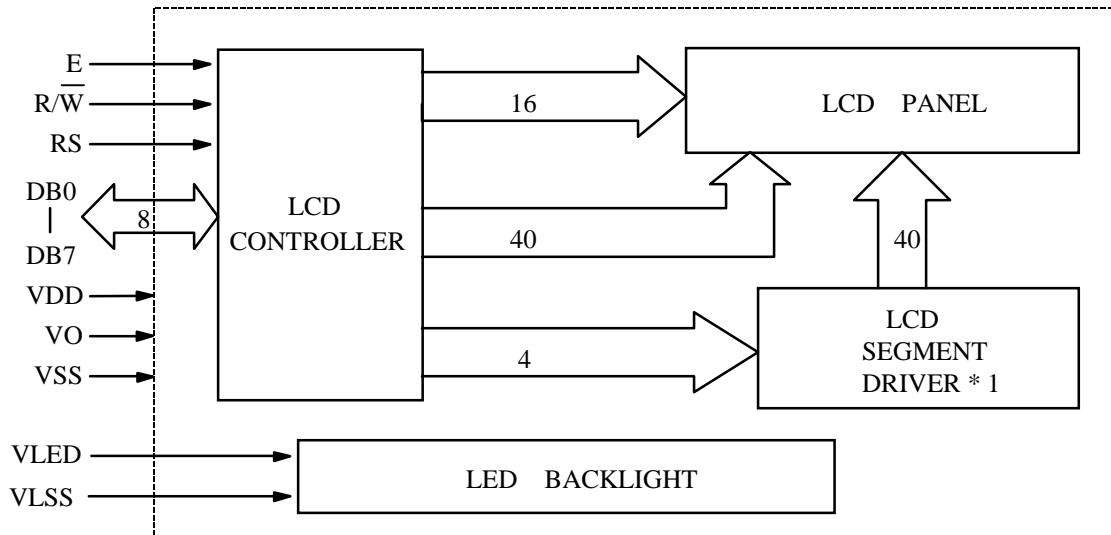 E
R/W̅
RS
DB0
DB7
VDD
VO
VSS
VLED
VLSS
8
LCD
CONTROLLER
16
40
4
LCD PANEL
40
LCD
SEGMENT
DRIVER * 1
LED BACKLIGHT